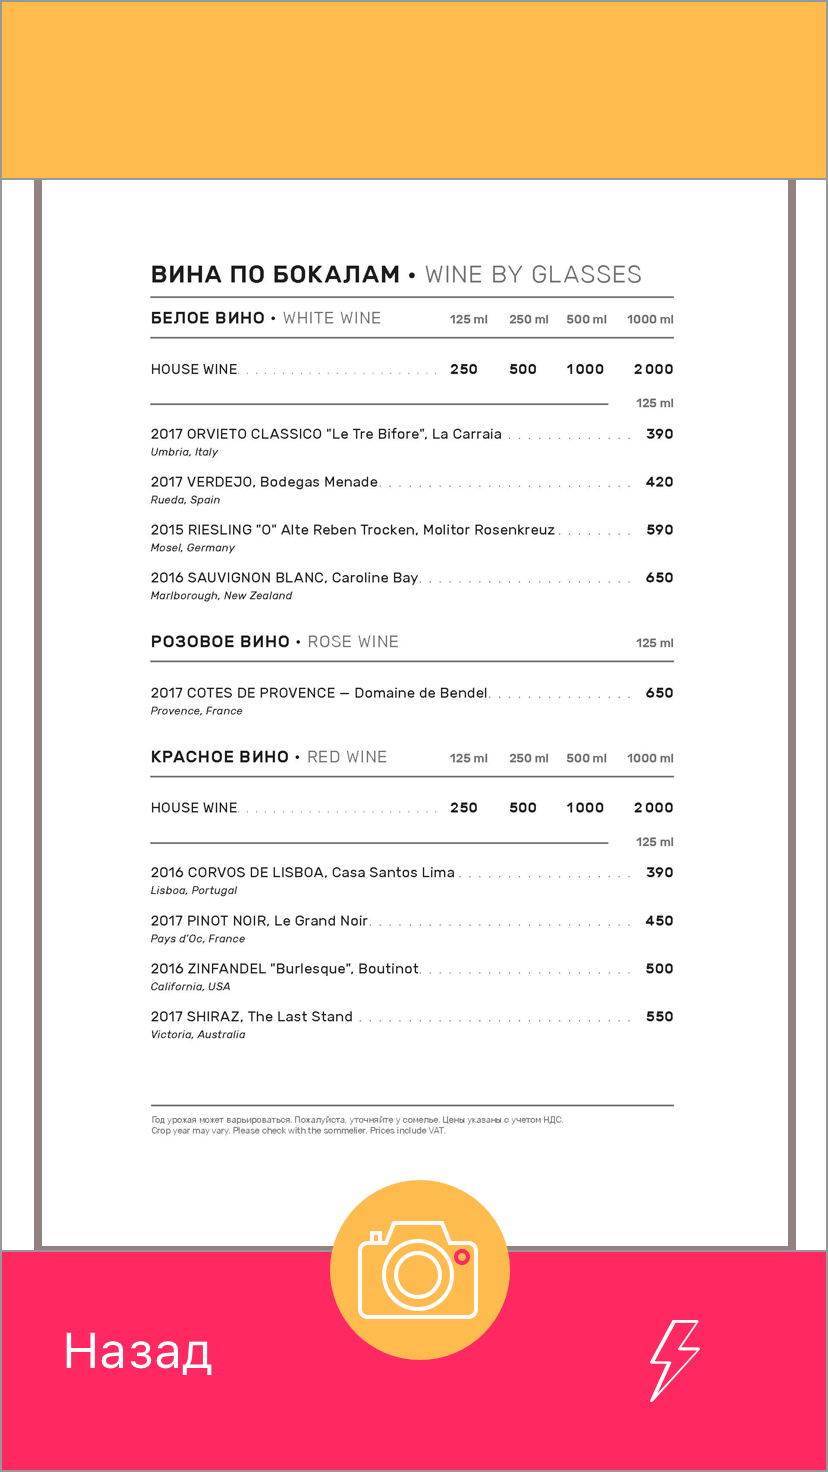 ВИНА ПО БОКАЛАМ • WINE BY GLASSES
БЕЛОЕ ВИНО • WHITE WINE 125 ml 250 ml 500 ml 1000 ml
HOUSE WINE. . . . . . . . . . . . . . . . . . . . . . . 250 500 1000 2000
125 ml
2017 ORVIETO CLASSICO "Le Tre Bifore", La Carraia . . . . . . . . . . . . . 390
Umbria, Italy
2017 VERDEJO, Bodegas Menade. . . . . . . . . . . . . . . . . . . . . . . . . . 420
Rueda, Spain
2015 RIESLING "O" Alte Reben Trocken, Molitor Rosenkreuz . . . . . . . . 590
Mosel, Germany
2016 SAUVIGNON BLANC, Caroline Bay. . . . . . . . . . . . . . . . . . . . . . 650
Marlborough, New Zealand
РОЗОВОЕ ВИНО • ROSE WINE 125 ml
2017 COTES DE PROVENCE — Domaine de Bendel. . . . . . . . . . . . . . . 650
Provence, France
КРАСНОЕ ВИНО • RED WINE 125 ml 250 ml 500 ml 1000 ml
HOUSE WINE. . . . . . . . . . . . . . . . . . . . . . . 250 500 1000 2000
125 ml
2016 CORVOS DE LISBOA, Casa Santos Lima . . . . . . . . . . . . . . . . . . 390
Lisboa, Portugal
2017 PINOT NOIR, Le Grand Noir. . . . . . . . . . . . . . . . . . . . . . . . . . . 450
Pays d'Oc, France
2016 ZINFANDEL "Burlesque", Boutinot. . . . . . . . . . . . . . . . . . . . . . 500
California, USA
2017 SHIRAZ, The Last Stand . . . . . . . . . . . . . . . . . . . . . . . . . . . . 550
Victoria, Australia
Год урожая может варьироваться. Пожалуйста, уточняйте у сомелье. Цены указаны с учетом НДС.
Crop year may vary. Please check with the sommelier. Prices include VAT.
Назад